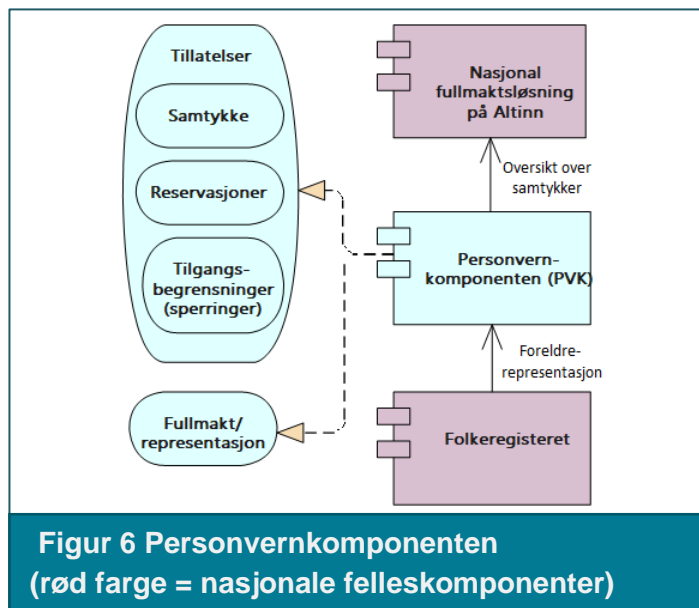 Tillatelser
Samtykke
Reservasjoner
Tilgangs-
begrensninger
(sperringer)
Fullmakt/
representasjon
Nasjonal
fullmaktsløsning
på Altinn
Oversikt over
samtykker
Personvern-
komponenten (PVK)
Foreldre-
representasjon
Folkeregisteret
Figur 6 Personvernkomponenten
(rød farge = nasjonale felleskomponenter)